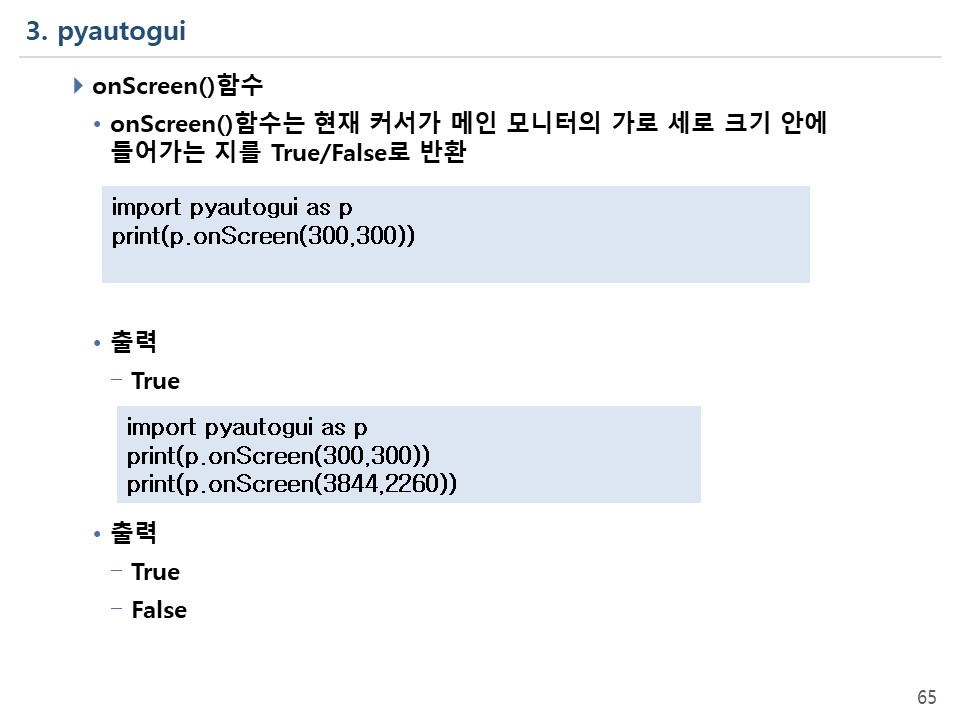 3. pyautogui
onScreen()함수
• onScreen()함수는 현재 커서가 메인 모니터의 가로 세로 크기 안에
들어가는 지를 True/False로 반환
import pyautogui as p
print(p.onScreen(300,300))
• 출력
– True
import pyautogui as p
print(p.onScreen(300,300))
print(p.onScreen(3844,2260))
• 출력
– True
– False
65